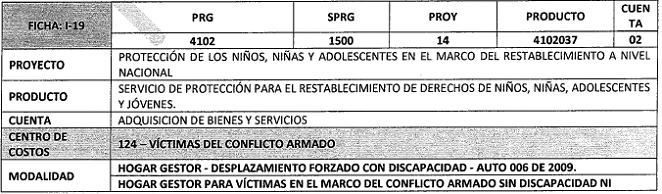 FICHA: I-19 PRG SPRG PROY PRODUCTO CUENTA
4102 1500 14 4102037 02
PROYECTO PROTECCIÓN DE LOS NIÑOS, NIÑAS Y ADOLESCENTES EN EL MARCO DEL RESTABLECIMIENTO A NIVEL
NACIONAL
PRODUCTO SERVICIO DE PROTECCIÓN PARA EL RESTABLECIMIENTO DE DERECHOS DE NIÑOS, NIÑAS, ADOLESCENTES
Y JÓVENES.
CUENTA ADQUISICION DE BIENES Y SERVICIOS
CENTRO DE
COSTOS 124 – VÍCTIMAS DEL CONFLICTO ARMADO
MODALIDAD HOGAR GESTOR - DESPLAZAMIENTO FORZADO CON DISCAPACIDAD - AUTO 006 DE 2009.
HOGAR GESTOR PARA VÍCTIMAS EN EL MARCO DEL CONFLICTO ARMADO SIN DISCAPACIDAD NI